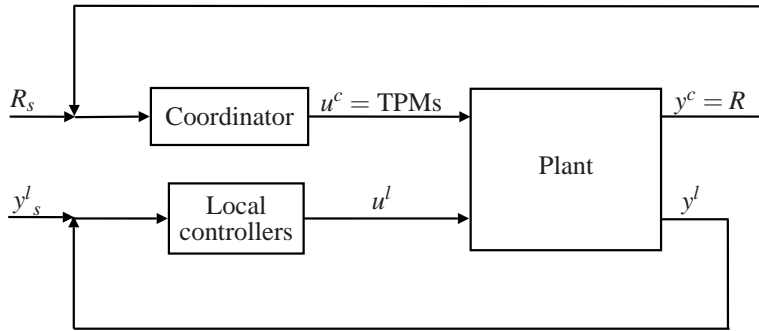 R_s
Coordinator
u^c = TPMs
y^c = R
Plant
y^l_s
Local
controllers
u^l
y^l